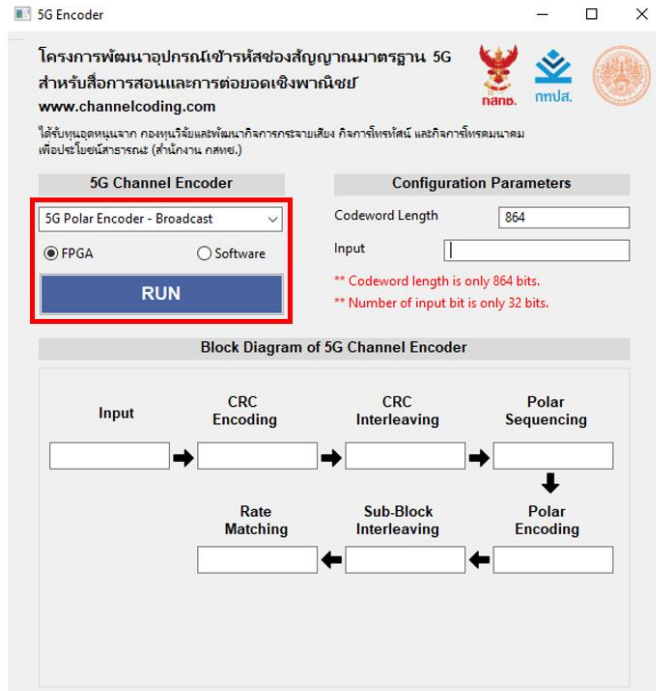 5G Encoder
โครงการพัฒนาอุปกรณ์เข้ารหัสช่องสัญญาณมาตรฐาน 5G
สำหรับสื่อการสอนและการต่อยอดเชิงพาณิชย์
www.channelcoding.com
กสทช.
กทปส.
ได้รับทุนอุดหนุนจาก กองทุนวิจัยและพัฒนากิจการกระจายเสียง กิจการโทรทัศน์ และกิจการโทรคมนาคม
เพื่อประโยชน์สาธารณะ (สำนักงาน กสทช.)
5G Channel Encoder
Configuration Parameters
5G Polar Encoder - Broadcast
Codeword Length
864
FPGA
Software
Input
RUN
** Codeword length is only 864 bits.
** Number of input bit is only 32 bits.
Block Diagram of 5G Channel Encoder
Input
CRC
Encoding
CRC
Interleaving
Polar
Sequencing
Rate
Matching
Sub-Block
Interleaving
Polar
Encoding